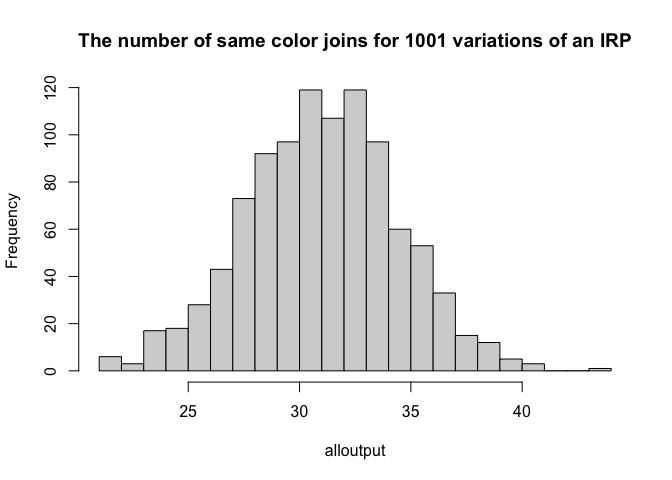 The number of same color joins for 1001 variations of an IRP
Frequency
120
100
80
60
40
20
0
25 30 35 40
alloutput